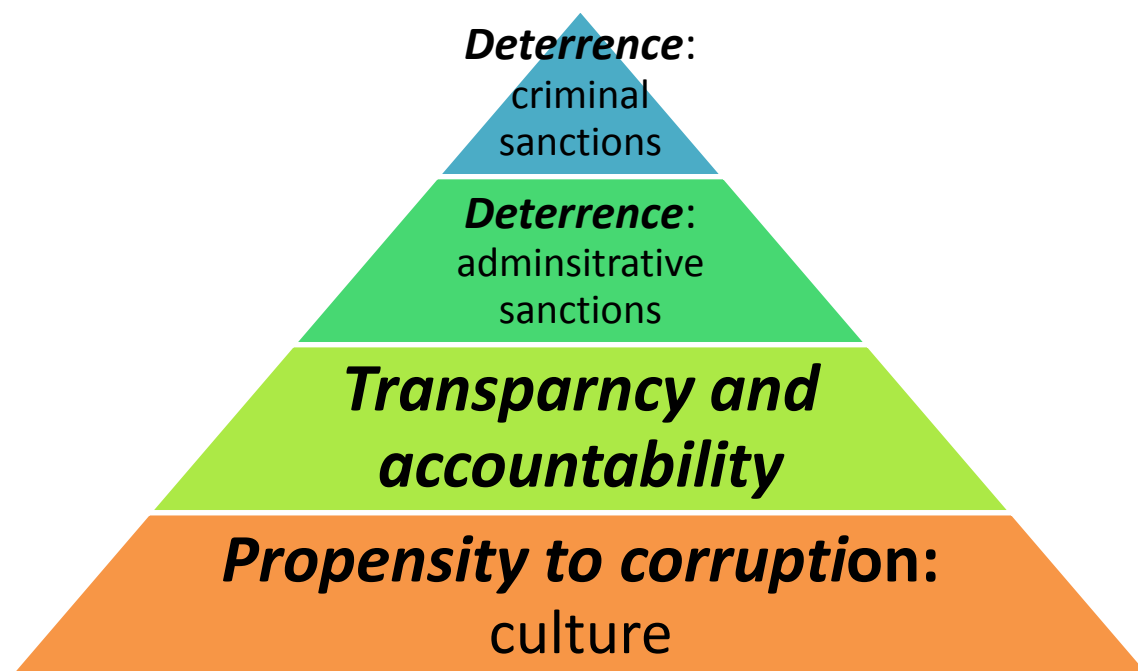 Deterrence:
criminal
sanctions
Deterrence:
adminsitrative
sanctions
Transparncy and
accountability
Propensity to corruption:
culture